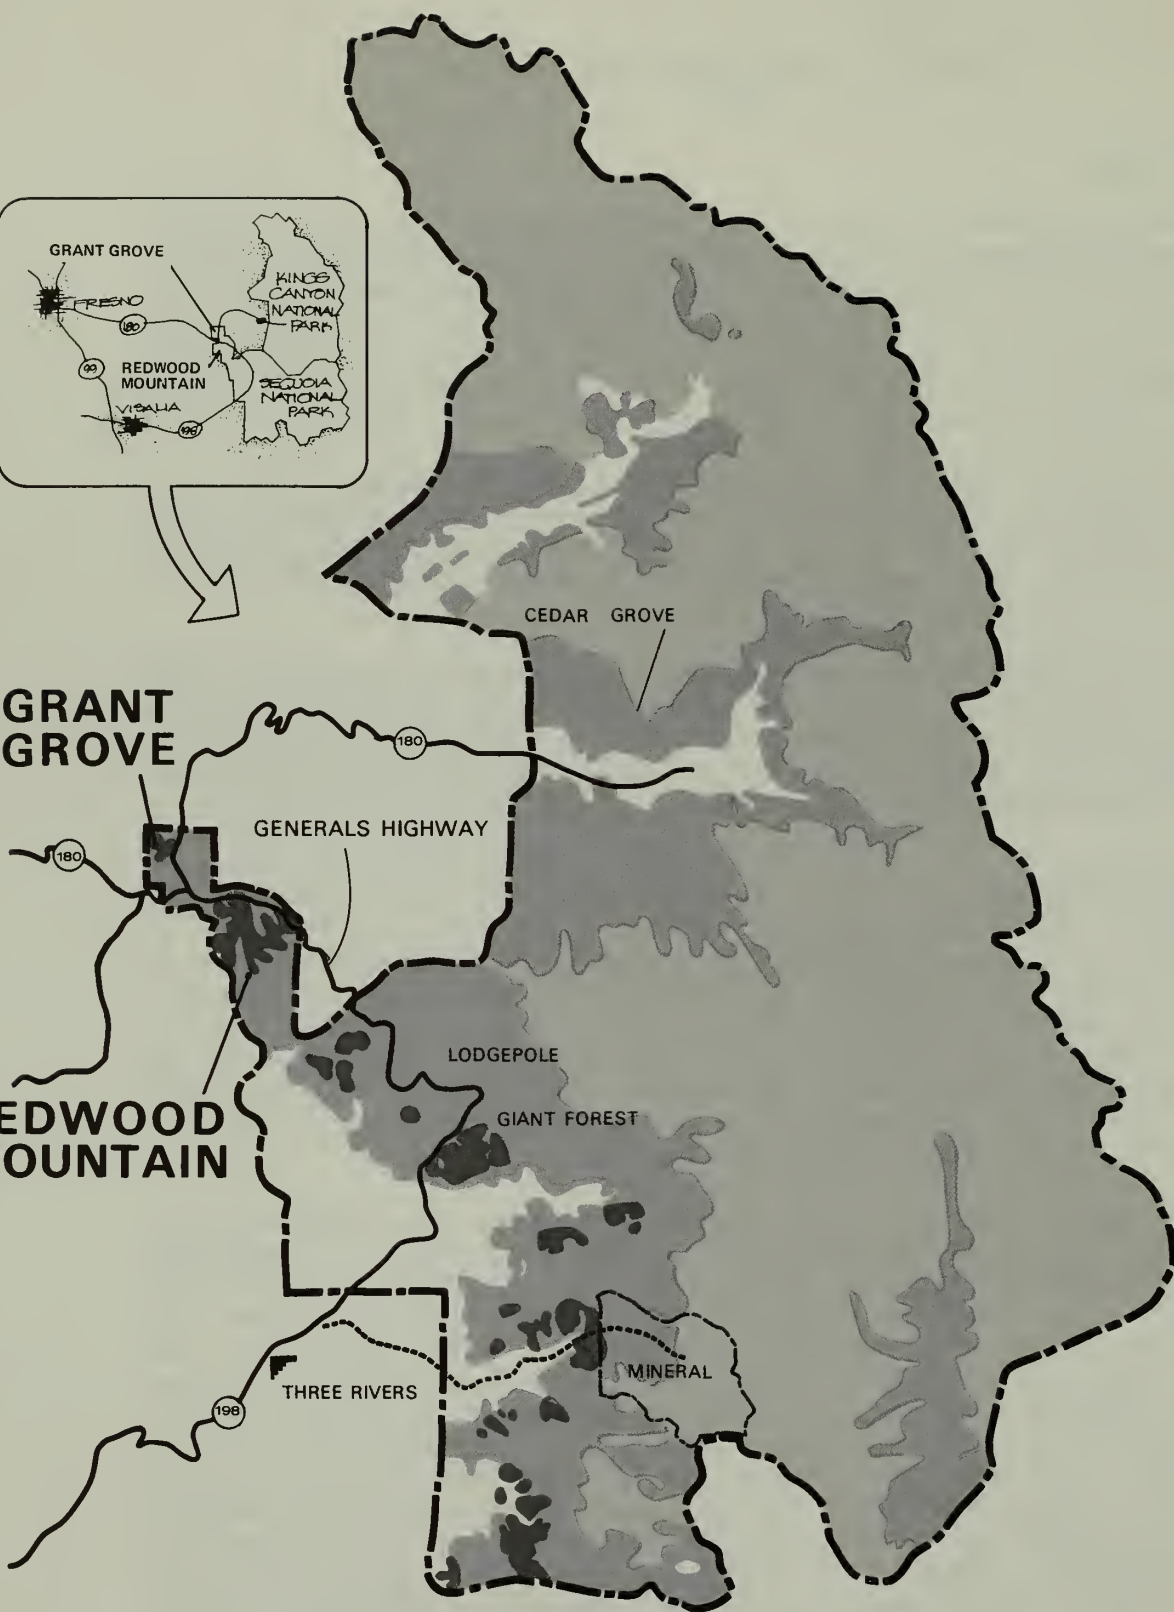 GRANT GROVE
FRESNO
180
KINGS
CANYON
NATIONAL
PARK
99
REDWOOD
MOUNTAIN
SEQUOIA
NATIONAL
PARK
VISALIA
198
CEDAR GROVE
GRANT
GROVE
180
GENERALS HIGHWAY
180
LODGEPOLE
EDWOOD
OUNTAIN
GIANT FOREST
MINERAL
THREE RIVERS
198